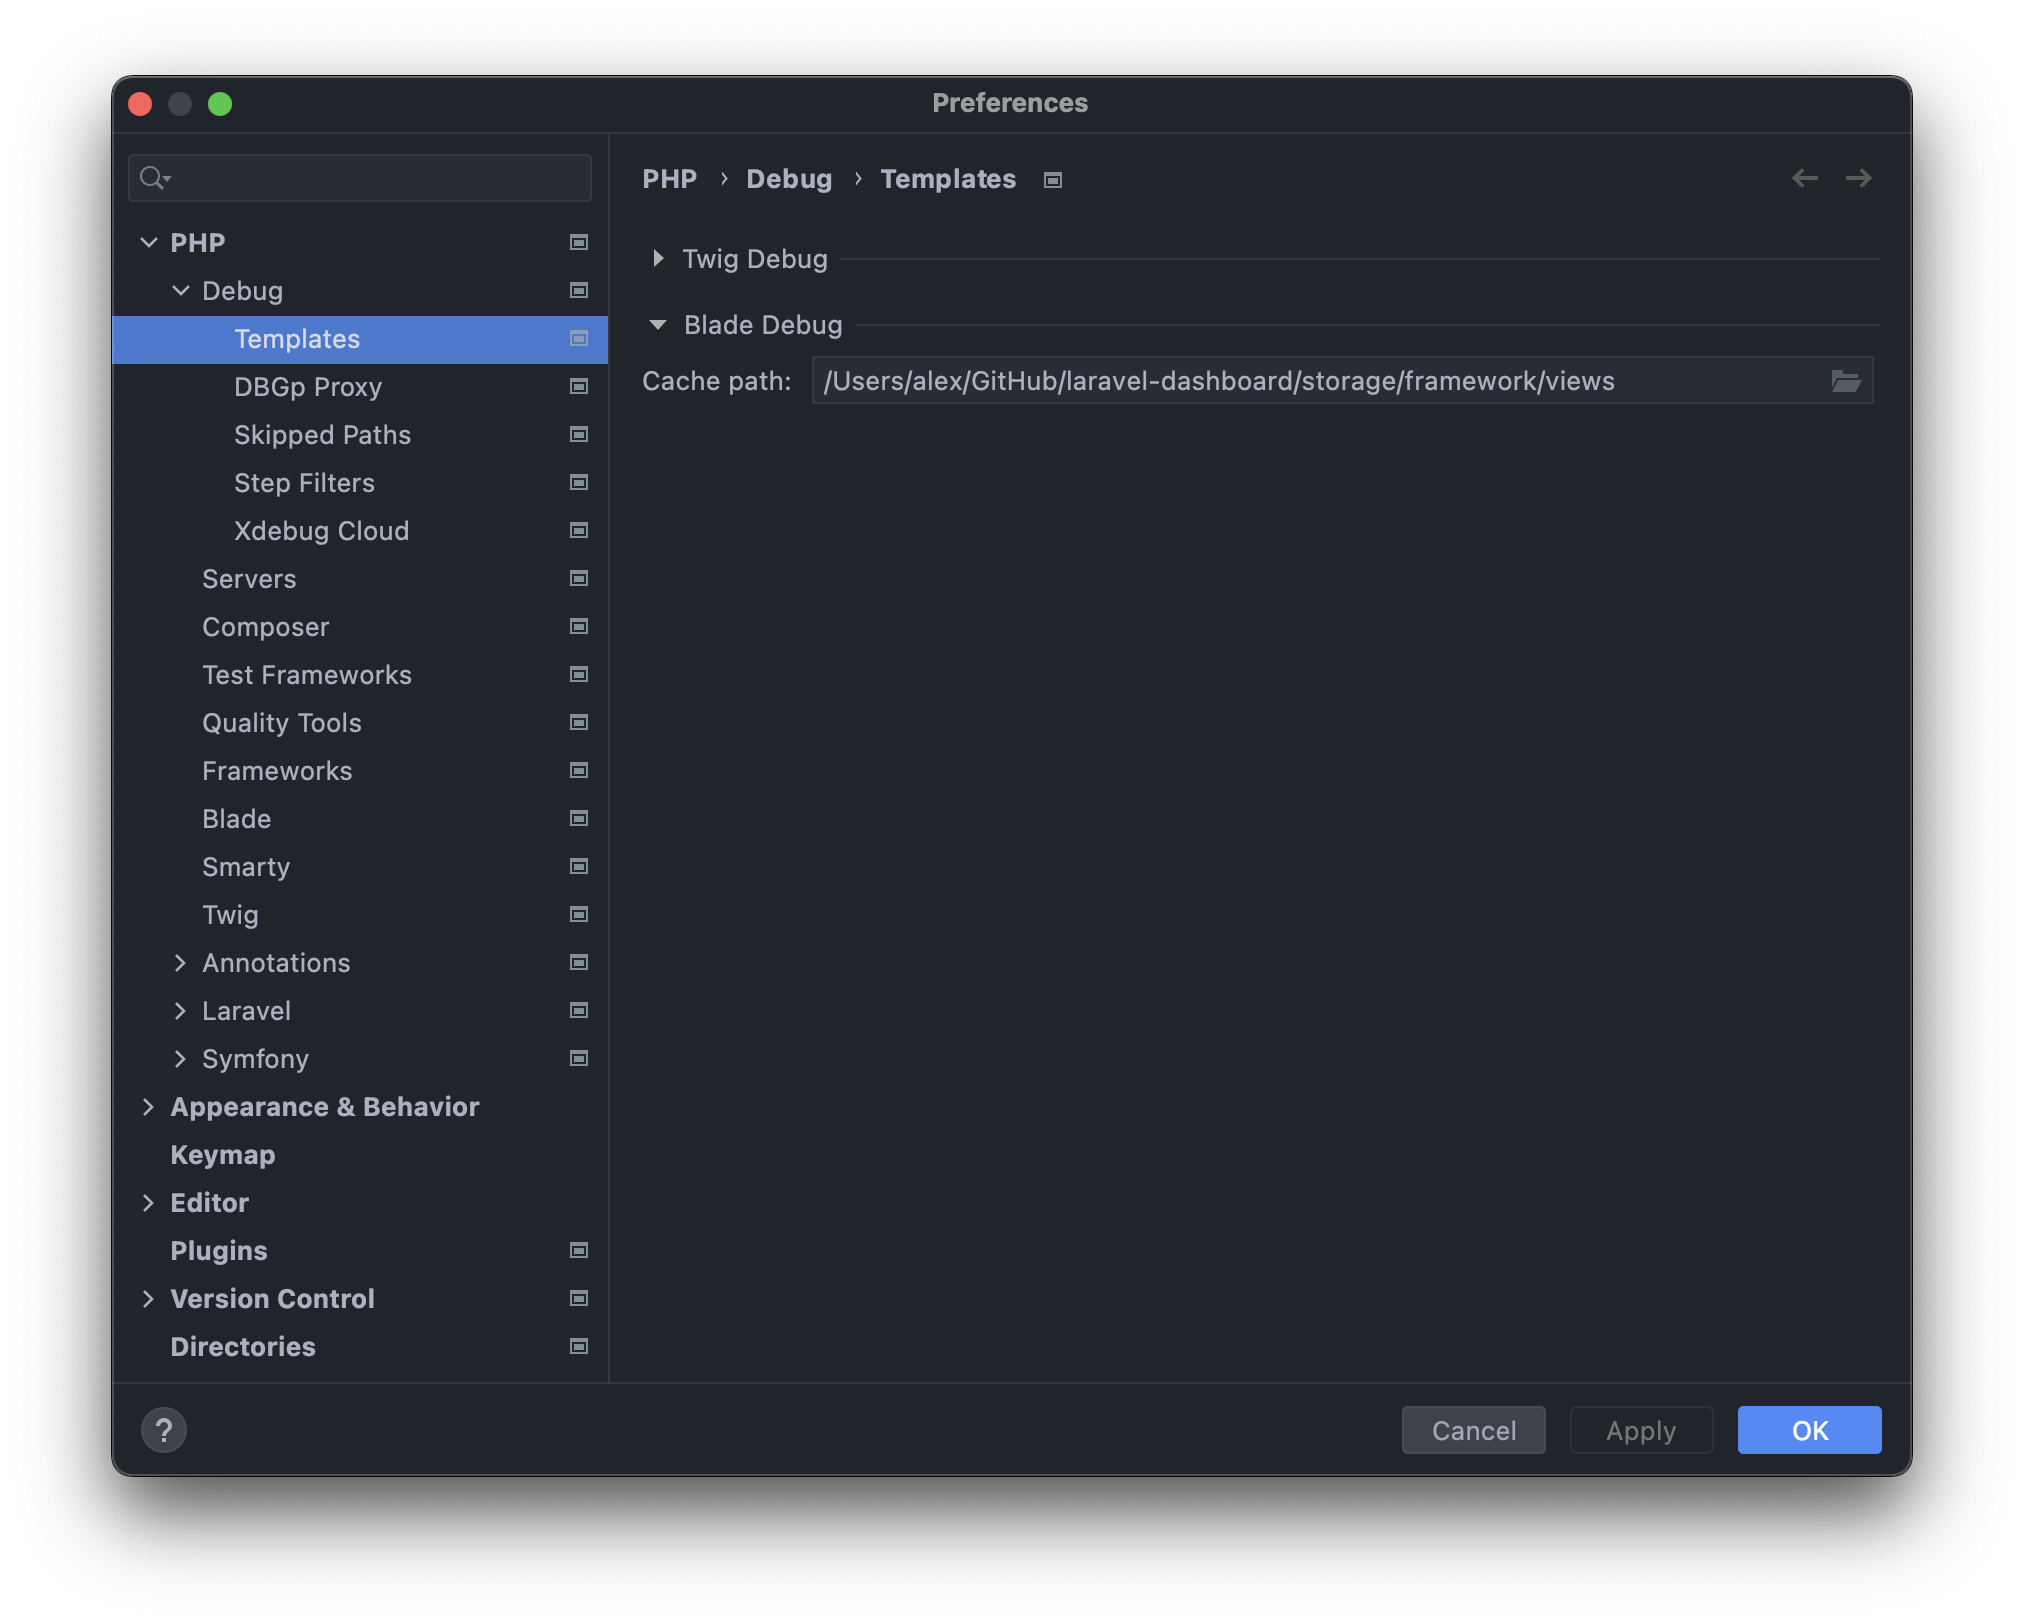 Preferences
PHP
Debug
Templates
DBGp Proxy
Skipped Paths
Step Filters
Xdebug Cloud
Servers
Composer
Test Frameworks
Quality Tools
Frameworks
Blade
Smarty
Twig
Annotations
Laravel
Symfony
Appearance & Behavior
Keymap
Editor
Plugins
Version Control
Directories
PHP › Debug › Templates
Twig Debug
Blade Debug
Cache path: /Users/alex/GitHub/laravel-dashboard/storage/framework/views
?
Cancel
Apply
OK